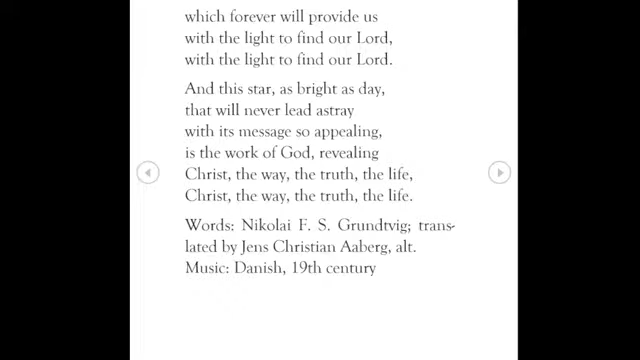 which forever will provide us
with the light to find our Lord,
with the light to find our Lord.
And this star, as bright as day,
that will never lead astray
with its message so appealing,
is the work of God, revealing
Christ, the way, the truth, the life,
Christ, the way, the truth, the life.
Words: Nikolai F. S. Grundtvig; trans-
lated by Jens Christian Aaberg, alt.
Music: Danish, 19th century